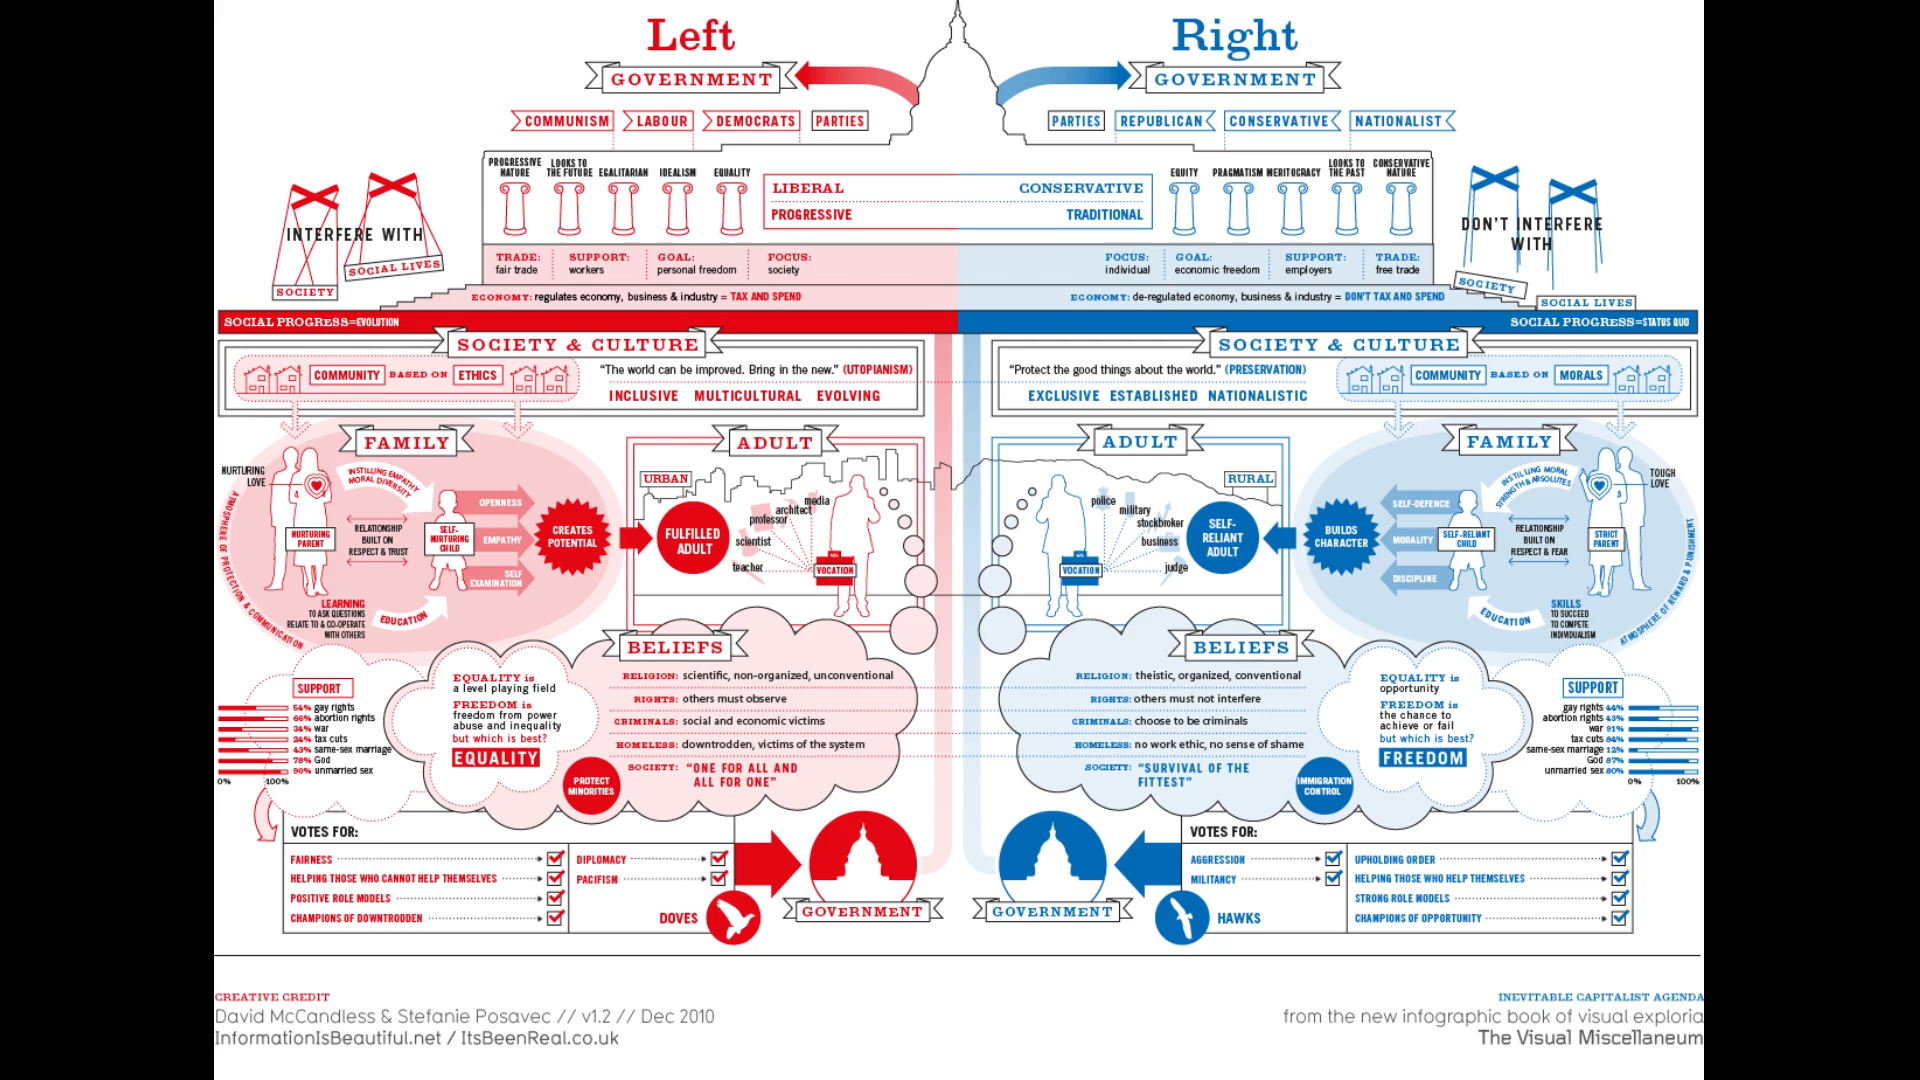 Left
Right
GOVERNMENT
GOVERNMENT
COMMUNISM
LABOUR
DEMOCRATS
PARTIES
PARTIES
REPUBLICAN
CONSERVATIVE
NATIONALIST
PROGRESSIVE
NATURE
LOOKS TO
THE FUTURE
EGALITARIAN
IDEALISM
EQUALITY
LIBERAL
CONSERVATIVE
PROGRESSIVE
TRADITIONAL
EQUITY
PRAGMATISM
MERITOCRACY
LOOKS TO
THE PAST
CONSERVATIVE
NATURE
INTERFERE WITH
SOCIETY
SOCIAL LIVES
DON'T INTERFERE
WITH
SOCIETY
SOCIAL LIVES
TRADE:
fair trade
SUPPORT:
workers
GOAL:
personal freedom
FOCUS:
society
FOCUS:
individual
GOAL:
economic freedom
SUPPORT:
employers
TRADE:
free trade
ECONOMY: regulates economy, business & industry = TAX AND SPEND
ECONOMY: de-regulated economy, business & industry = DON'T TAX AND SPEND
SOCIAL PROGRESS=EVOLUTION
SOCIAL PROGRESS=STATUS QUO
SOCIETY & CULTURE
SOCIETY & CULTURE
COMMUNITY BASED ON ETHICS
"The world can be improved. Bring in the new." (UTOPIANISM)
INCLUSIVE MULTICULTURAL EVOLVING
"Protect the good things about the world." (PRESERVATION)
EXCLUSIVE ESTABLISHED NATIONALISTIC
COMMUNITY BASED ON MORALS
FAMILY
NURTURING
LOVE
INSTILLING EMPATHY
MORAL DIVERSITY
NURTURING
PARENT
RELATIONSHIP
BUILT ON
RESPECT & TRUST
SELF-
NURTURING
CHILD
OPENNESS
EMPATHY
SELF
EXAMINATION
CREATES
POTENTIAL
LEARNING
TO ASK QUESTIONS
RELATE TO & CO-OPERATE
WITH OTHERS
EDUCATION
ATMOSPHERE OF PROTECTION & COMMUNICATION
ADULT
URBAN
FULFILLED
ADULT
media
architect
professor
scientist
teacher
VOCATION
ADULT
RURAL
police
military
stockbroker
business
judge
VOCATION
SELF-
RELIANT
ADULT
FAMILY
TOUGH
LOVE
INSTILLING MORAL
STRENGTH & ABSOLUTES
BUILDS
CHARACTER
SELF-DEFENCE
MORALITY
DISCIPLINE
SELF-RELIANT
CHILD
RELATIONSHIP
BUILT ON
RESPECT & FEAR
STRICT
PARENT
EDUCATION
SKILLS
TO SUCCEED
TO COMPETE
INDIVIDUALISM
ATMOSPHERE OF REWARD & PUNISHMENT
SUPPORT
54% gay rights
66% abortion rights
34% war
24% tax cuts
43% same-sex marriage
78% God
90% unmarried sex
0% 100%
EQUALITY is
a level playing field
FREEDOM is
freedom from power
abuse and inequality
but which is best?
EQUALITY
BELIEFS
RELIGION: scientific, non-organized, unconventional
RIGHTS: others must observe
CRIMINALS: social and economic victims
HOMELESS: downtrodden, victims of the system
SOCIETY: "ONE FOR ALL AND
ALL FOR ONE"
PROTECT
MINORITIES
BELIEFS
RELIGION: theistic, organized, conventional
RIGHTS: others must not interfere
CRIMINALS: choose to be criminals
HOMELESS: no work ethic, no sense of shame
SOCIETY: "SURVIVAL OF THE
FITTEST"
IMMIGRATION
CONTROL
EQUALITY is
opportunity
FREEDOM is
the chance to
achieve or fail
but which is best?
FREEDOM
SUPPORT
gay rights 44%
abortion rights 43%
war 91%
tax cuts 84%
same-sex marriage 12%
God 87%
unmarried sex 80%
0% 100%
VOTES FOR:
FAIRNESS
HELPING THOSE WHO CANNOT HELP THEMSELVES
POSITIVE ROLE MODELS
CHAMPIONS OF DOWNTRODDEN
DIPLOMACY
PACIFISM
DOVES
GOVERNMENT
GOVERNMENT
VOTES FOR:
AGGRESSION
MILITANCY
HAWKS
UPHOLDING ORDER
HELPING THOSE WHO HELP THEMSELVES
STRONG ROLE MODELS
CHAMPIONS OF OPPORTUNITY
CREATIVE CREDIT
David McCandless & Stefanie Posavec // v1.2 // Dec 2010
InformationIsBeautiful.net / ItsBeenReal.co.uk
INEVITABLE CAPITALIST AGENDA
from the new infographic book of visual exploria
The Visual Miscellaneum